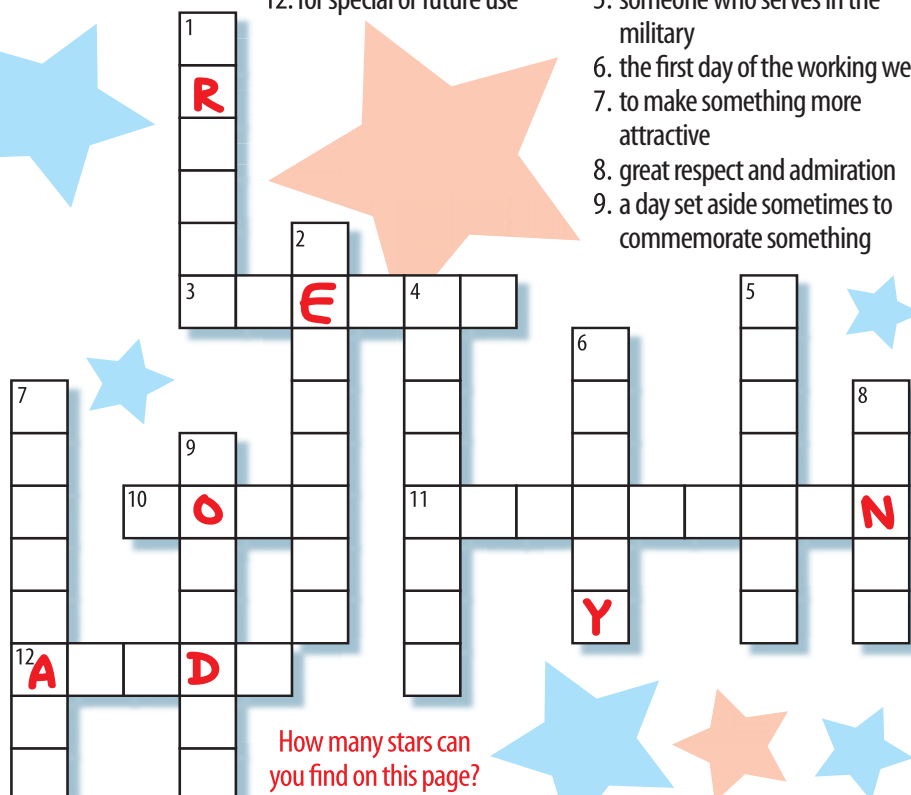 12. for special or future use
5. someone who serves in the
military
6. the first day of the working we
7. to make something more
attractive
8. great respect and admiration
9. a day set aside sometimes to
commemorate something
1
R
2
3 E 4
5
6
7
8
9
10 O
11 N
Y
12 A D
How many stars can
you find on this page?